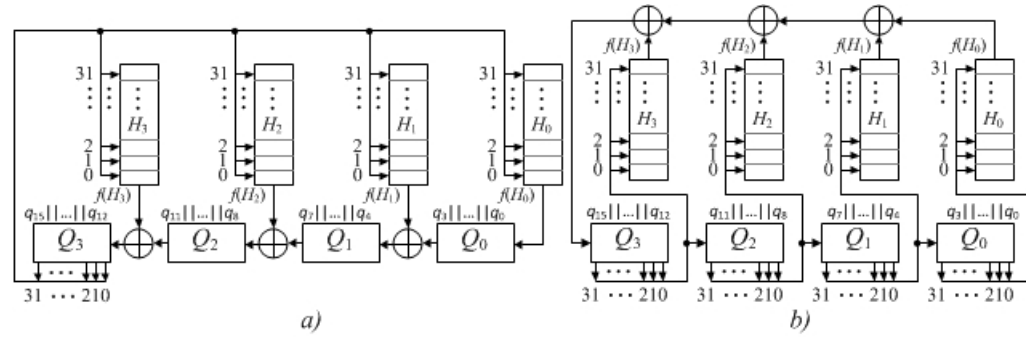 f(H₃) f(H₂) f(H₁) f(H₀)
31 31 31 31 31 31 31 31
H₃ H₂ H₁ H₀ H₃ H₂ H₁ H₀
2 2 2 2 2 2 2 2
1 1 1 1 1 1 1 1
0 0 0 0 0 0 0 0
f(H₃) f(H₂) f(H₁) f(H₀)
q₁₅||...||q₁₂ q₁₁||...||q₈ q₇||...||q₄ q₃||...||q₀ q₁₅||...||q₁₂ q₁₁||...||q₈ q₇||...||q₄ q₃||...||q₀
Q₃ Q₂ Q₁ Q₀ Q₃ Q₂ Q₁ Q₀
31 ··· 210 31 ··· 210 31 ··· 210 31 ··· 210 31 ··· 210
a) b)